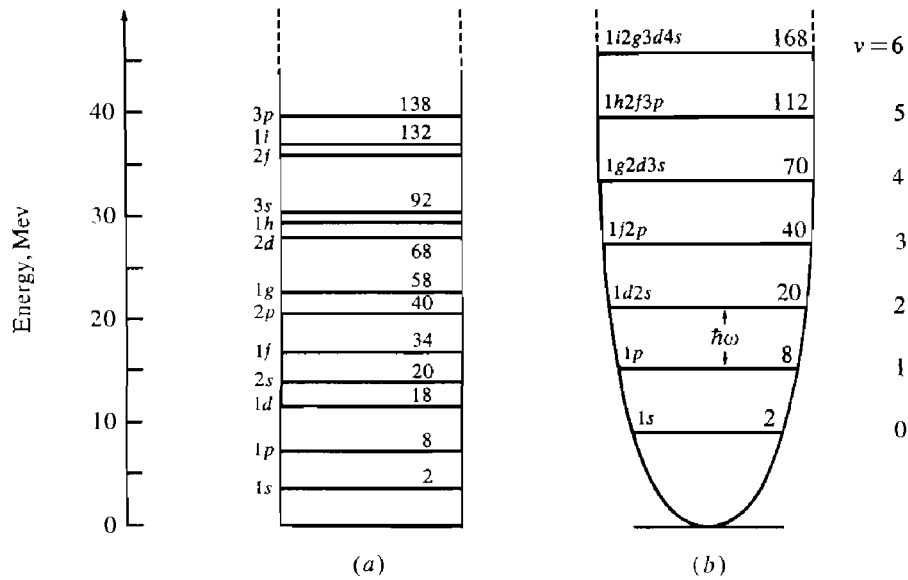 Energy, Mev
40
30
20
10
0
3p 138
1i 132
2f
3s 92
1h
2d 68
1g 58
2p 40
1f 34
2s 20
1d 18
1p 8
1s 2
(a)
1i2g3d4s 168 v = 6
1h2f3p 112 5
1g2d3s 70 4
1f2p 40 3
1d2s 20 2
ħω
1p 8 1
1s 2 0
(b)